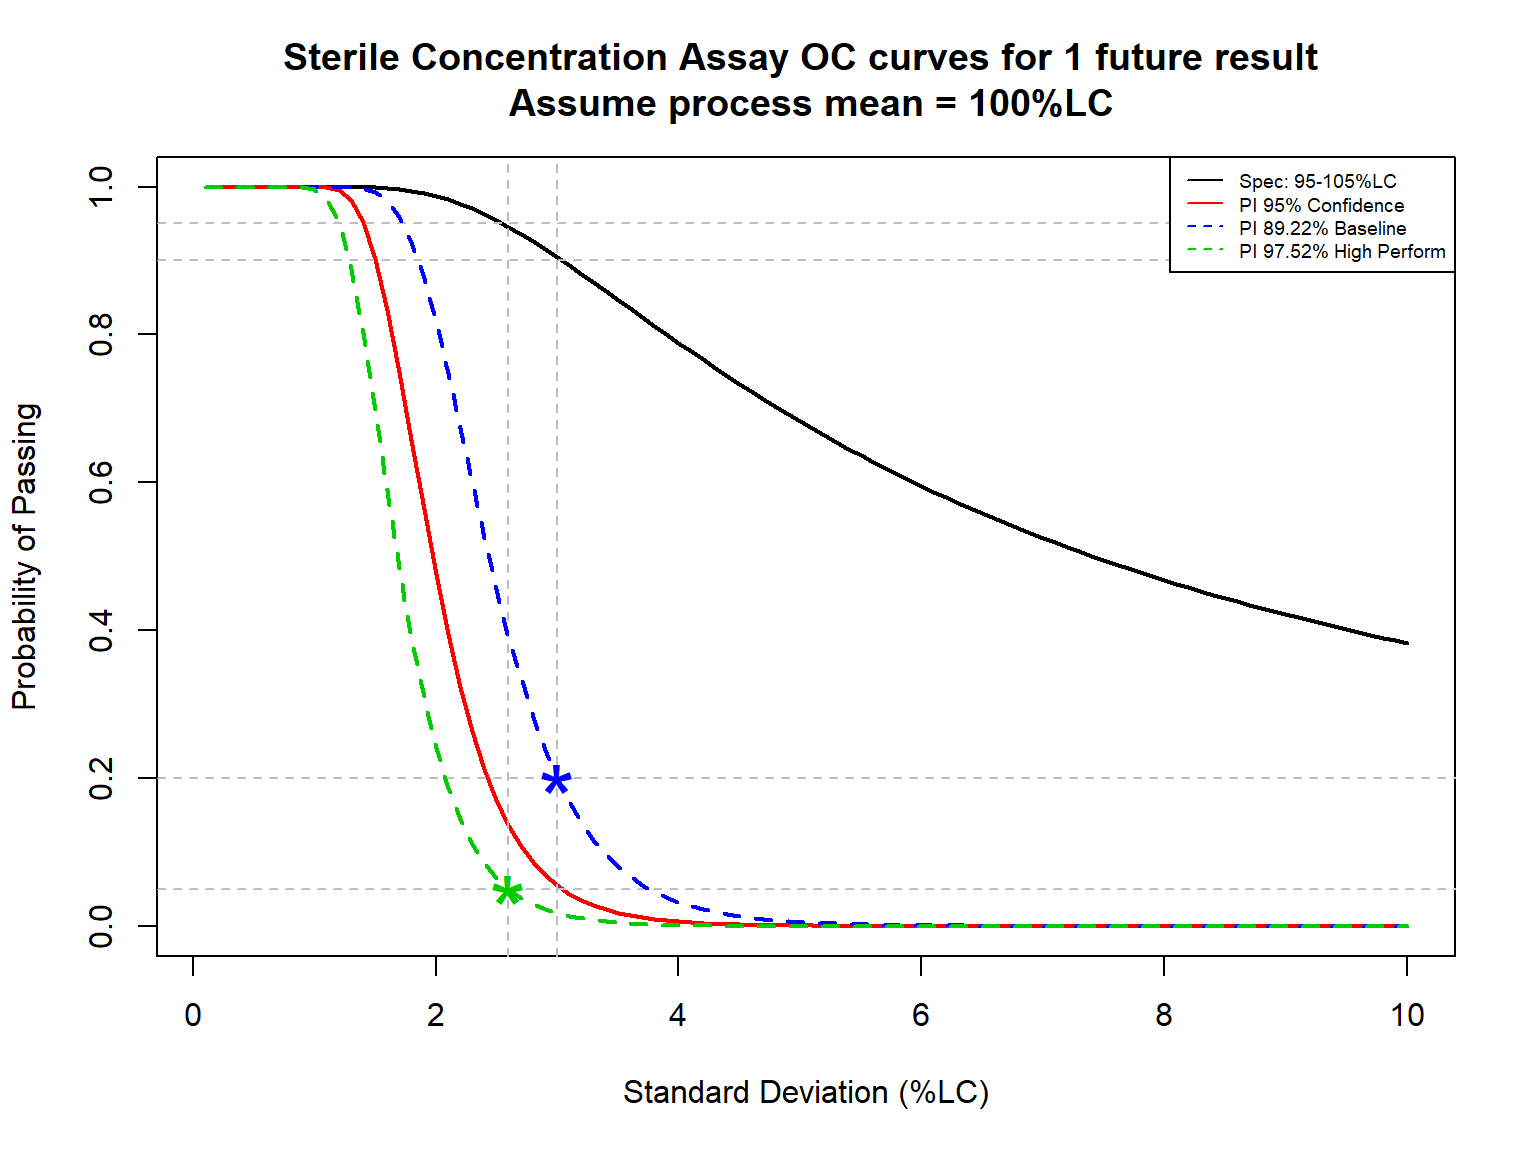 Sterile Concentration Assay OC curves for 1 future result
Assume process mean = 100%LC
Spec: 95-105%LC
PI 95% Confidence
PI 89.22% Baseline
PI 97.52% High Perform
Probability of Passing
1.0
0.8
0.6
0.4
0.2
0.0
0 2 4 6 8 10
Standard Deviation (%LC)